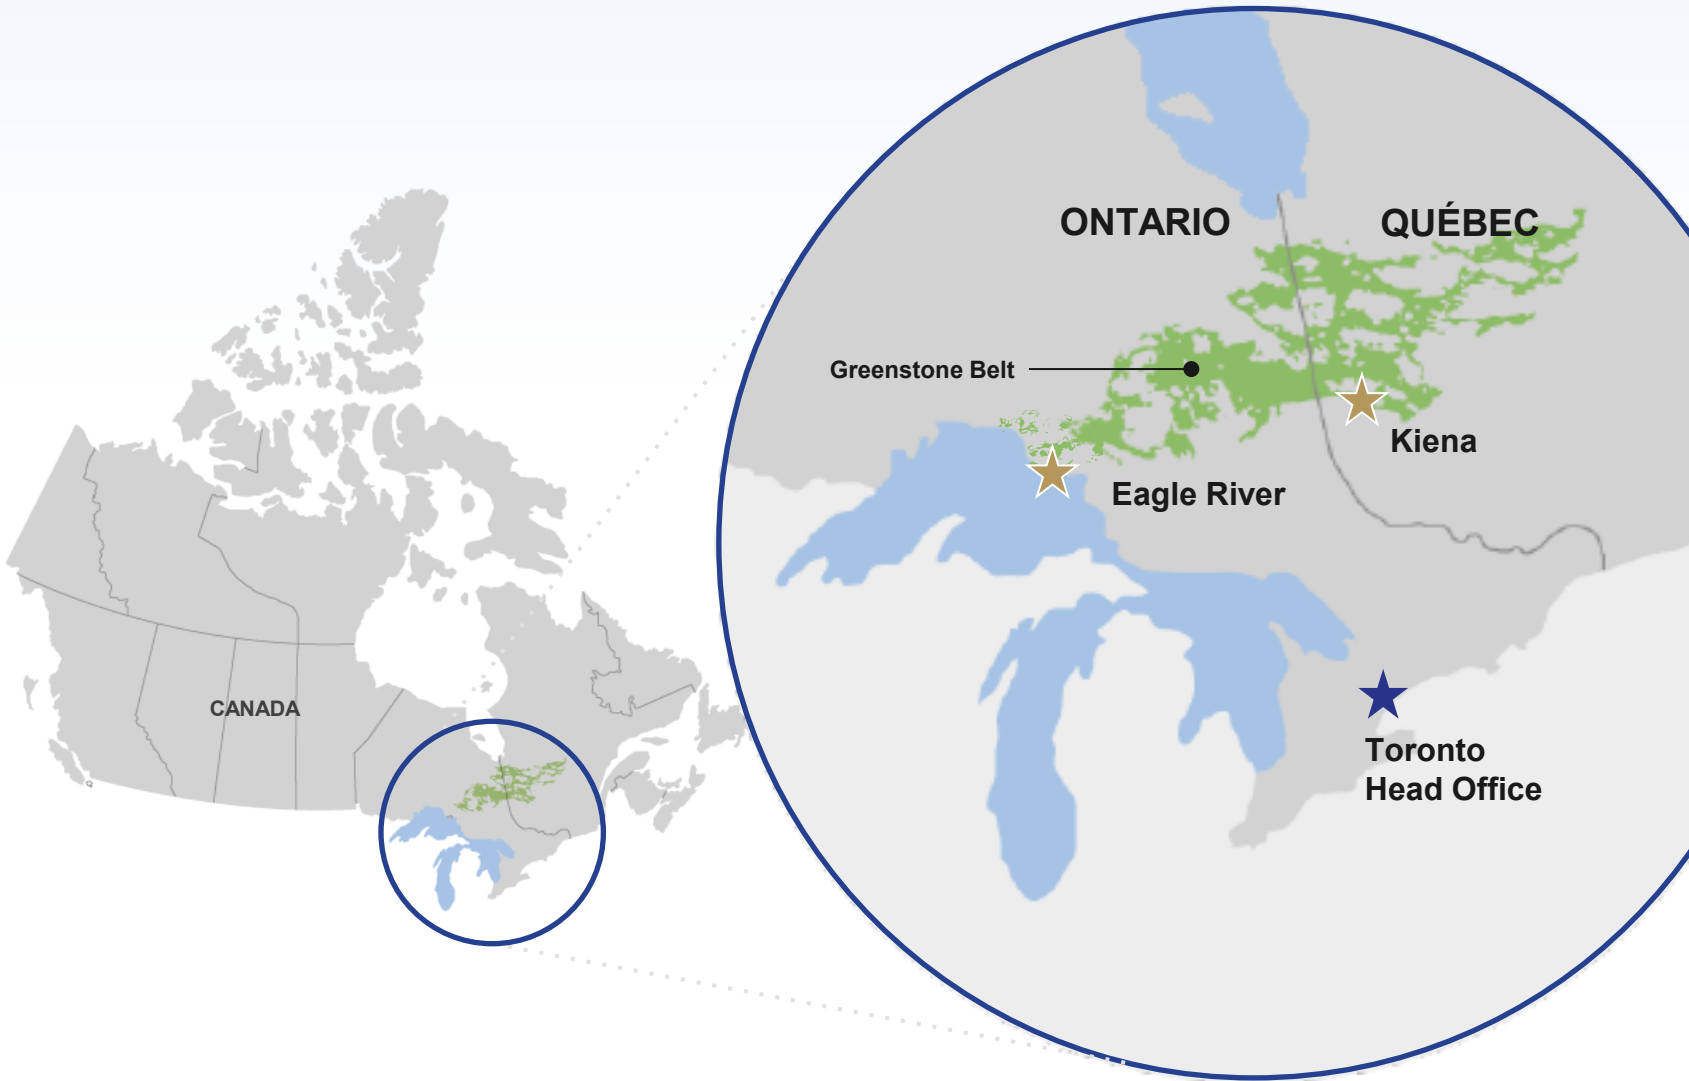 ONTARIO
QUÉBEC
Greenstone Belt
Kiena
Eagle River
CANADA
Toronto
Head Office